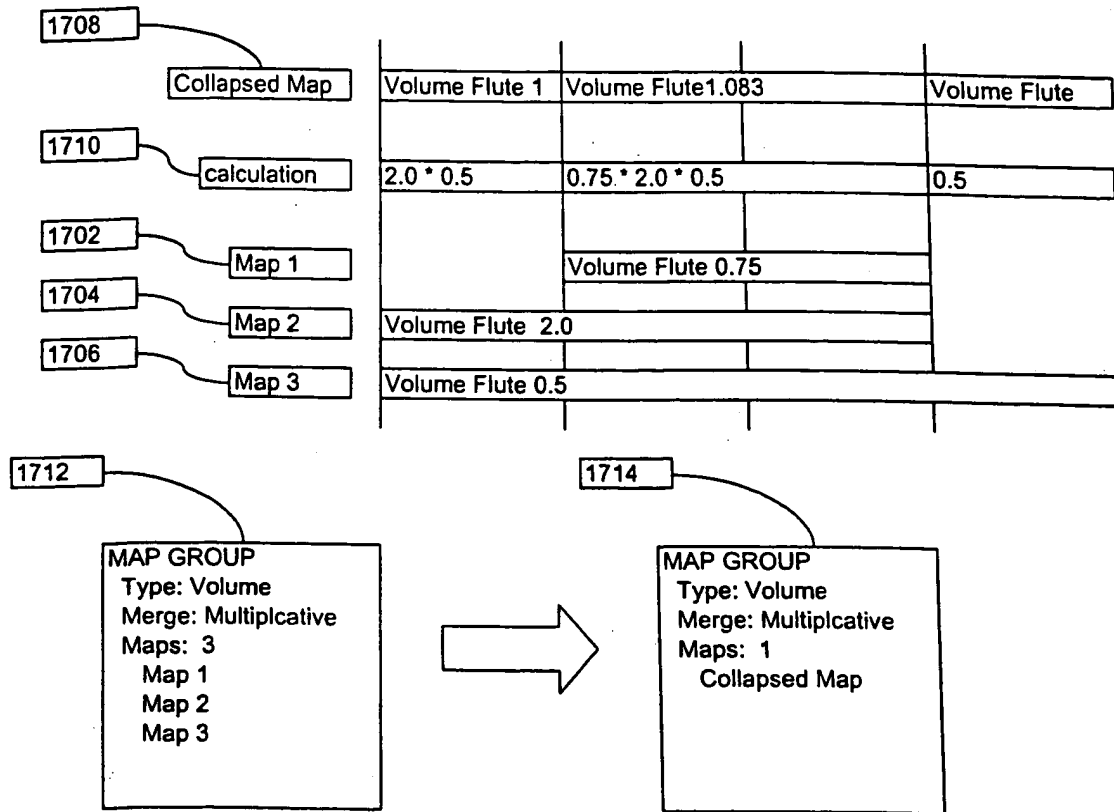 1708
Collapsed Map
Volume Flute 1
Volume Flute1.083
Volume Flute
1710
calculation
2.0 * 0.5
0.75 * 2.0 * 0.5
0.5
1702
Map 1
Volume Flute 0.75
1704
Map 2
Volume Flute 2.0
1706
Map 3
Volume Flute 0.5
1712
MAP GROUP
Type: Volume
Merge: Multiplcative
Maps: 3
Map 1
Map 2
Map 3
1714
MAP GROUP
Type: Volume
Merge: Multiplcative
Maps: 1
Collapsed Map